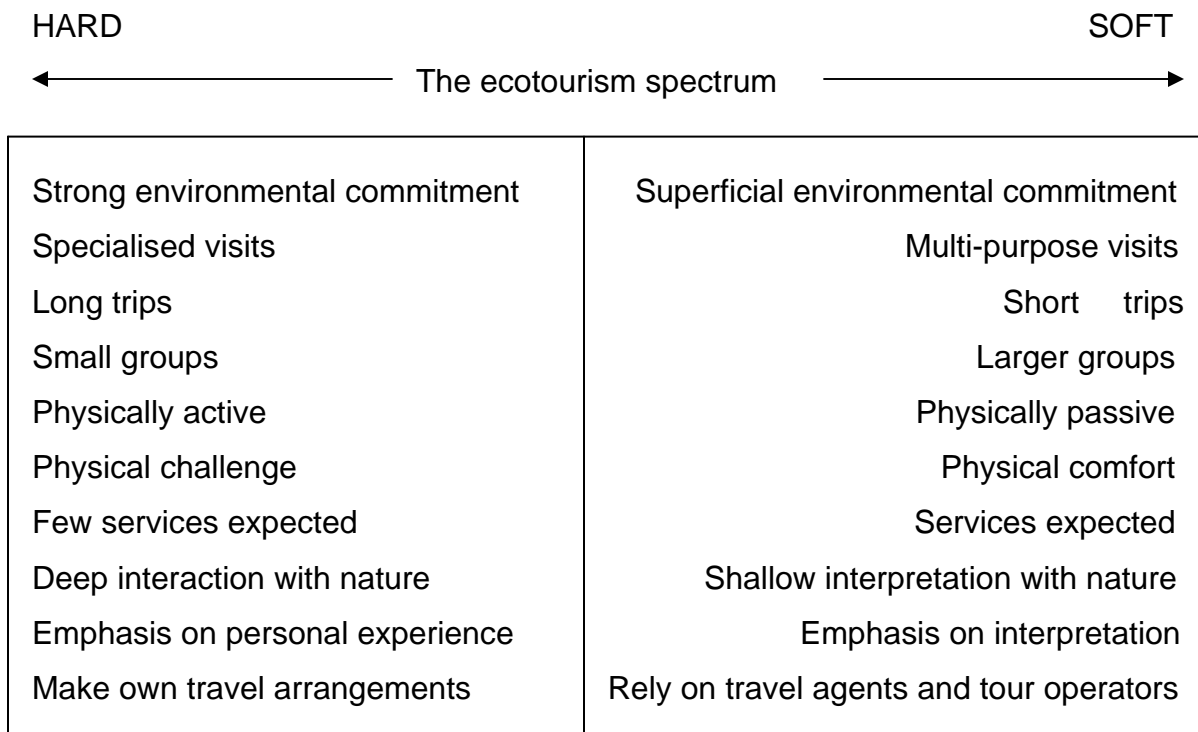 HARD SOFT
The ecotourism spectrum
Strong environmental commitment Superficial environmental commitment
Specialised visits Multi-purpose visits
Long trips Short trips
Small groups Larger groups
Physically active Physically passive
Physical challenge Physical comfort
Few services expected Services expected
Deep interaction with nature Shallow interpretation with nature
Emphasis on personal experience Emphasis on interpretation
Make own travel arrangements Rely on travel agents and tour operators